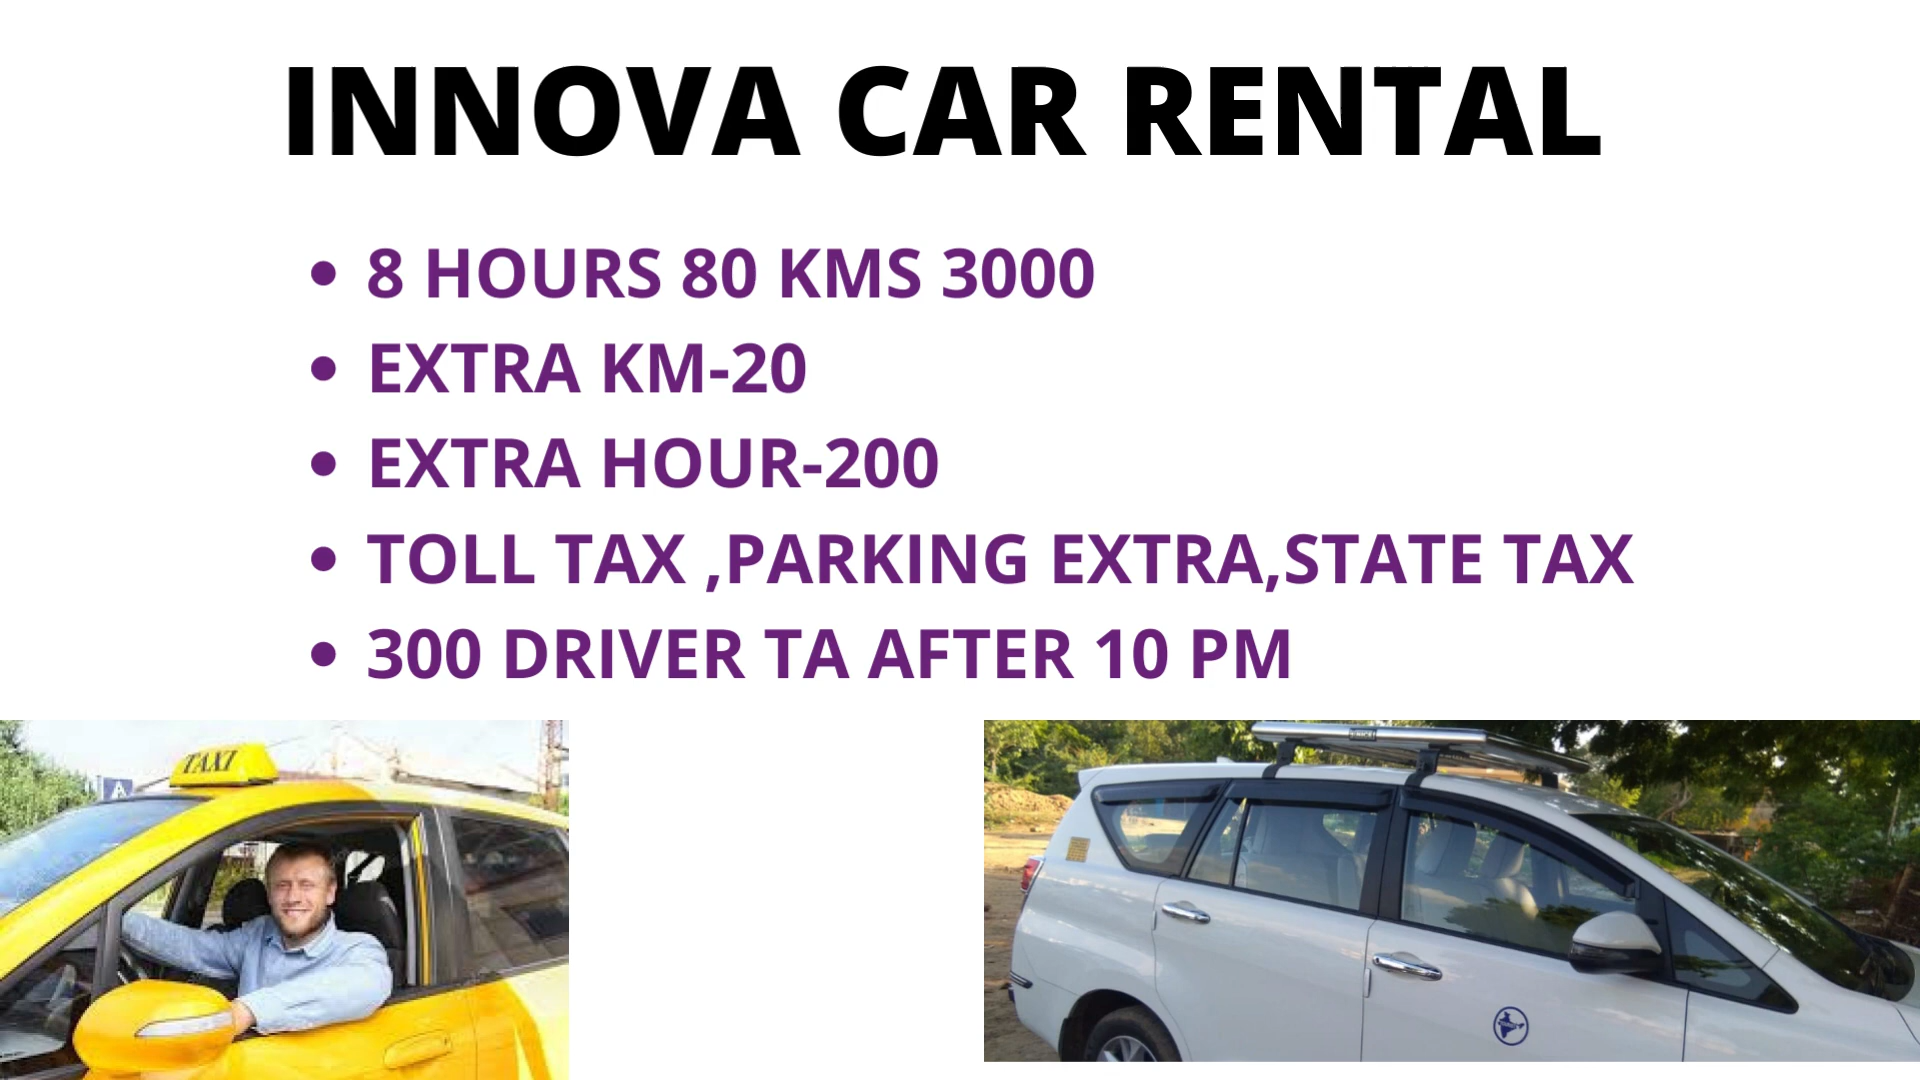 INNOVA CAR RENTAL
8 HOURS 80 KMS 3000
EXTRA KM-20
EXTRA HOUR-200
TOLL TAX ,PARKING EXTRA,STATE TAX
300 DRIVER TA AFTER 10 PM
TAXI